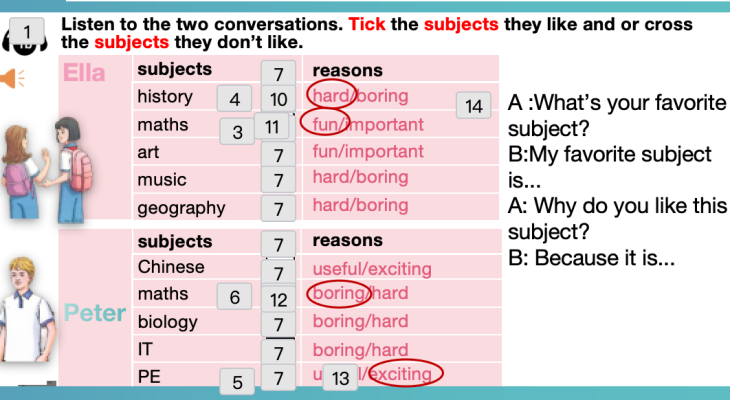 1 Listen to the two conversations. Tick the subjects they like and or cross
the subjects they don't like.
Ella subjects 7 reasons
history 4 10 hard/boring 14
maths 3 11 fun/important
art 7 fun/important
music 7 hard/boring
geography 7 hard/boring
subjects 7 reasons
Chinese 7 useful/exciting
maths 6 12 boring/hard
Peter biology 7 boring/hard
IT 7 boring/hard
PE 5 7 13 l/exciting
A :What's your favorite
subject?
B:My favorite subject
is...
A: Why do you like this
subject?
B: Because it is...